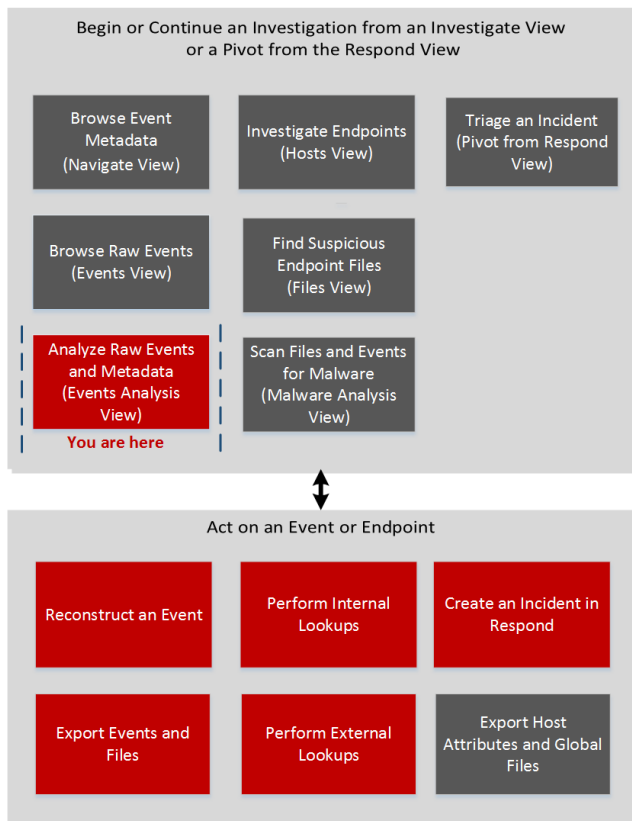 Begin or Continue an Investigation from an Investigate View
or a Pivot from the Respond View
Browse Event
Metadata
(Navigate View)
Investigate Endpoints
(Hosts View)
Triage an Incident
(Pivot from Respond
View)
Browse Raw Events
(Events View)
Find Suspicious
Endpoint Files
(Files View)
Analyze Raw Events
and Metadata
(Events Analysis
View)
You are here
Scan Files and Events
for Malware
(Malware Analysis
View)
Act on an Event or Endpoint
Reconstruct an Event
Perform Internal
Lookups
Create an Incident in
Respond
Export Events and
Files
Perform External
Lookups
Export Host
Attributes and Global
Files